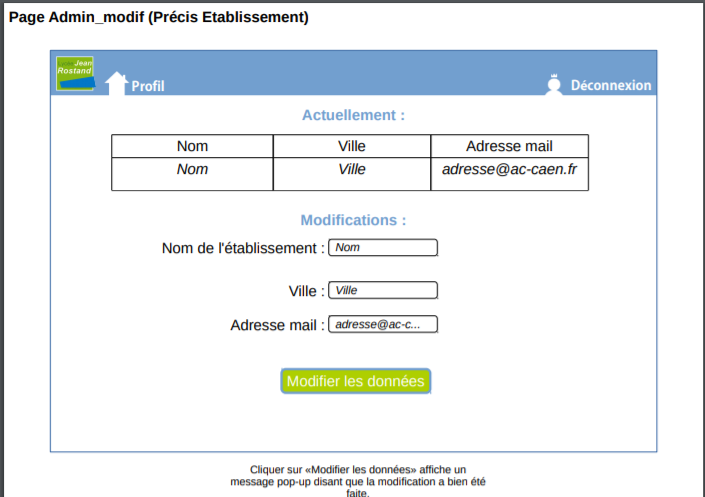 Page Admin_modif (Précis Etablissement)
Jean
Rostand
Profil
Déconnexion
Actuellement :
Nom Ville Adresse mail
Nom Ville adresse@ac-caen.fr
Modifications :
Nom de l'établissement : Nom
Ville : Ville
Adresse mail : adresse@ac-c...
Modifier les données
Cliquer sur «Modifier les données» affiche un
message pop-up disant que la modification a bien été
faite.